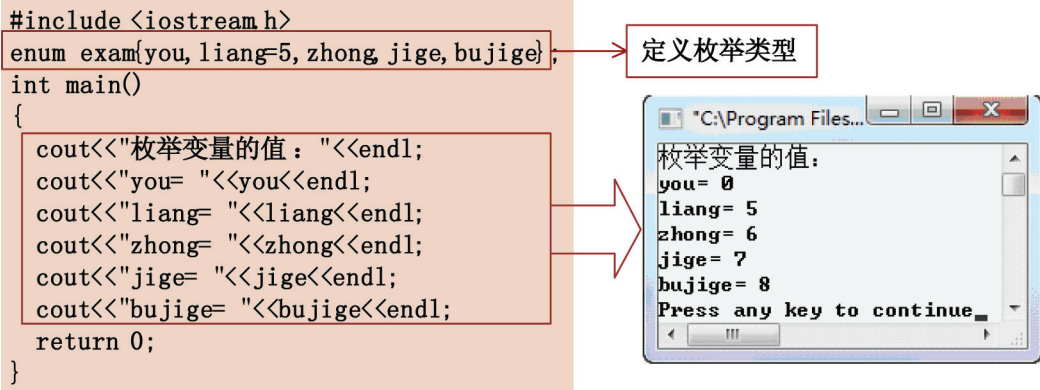 #include <iostream.h>
enum exam{you,liang=5,zhong,jige,bujige};
int main()
{
cout<<"枚举变量的值："<<endl;
cout<<"you= "<<you<<endl;
cout<<"liang= "<<liang<<endl;
cout<<"zhong= "<<zhong<<endl;
cout<<"jige= "<<jige<<endl;
cout<<"bujige= "<<bujige<<endl;
return 0;
}
定义枚举类型
"C:\Program Files...
枚举变量的值：
you= 0
liang= 5
zhong= 6
jige= 7
bujige= 8
Press any key to continue_